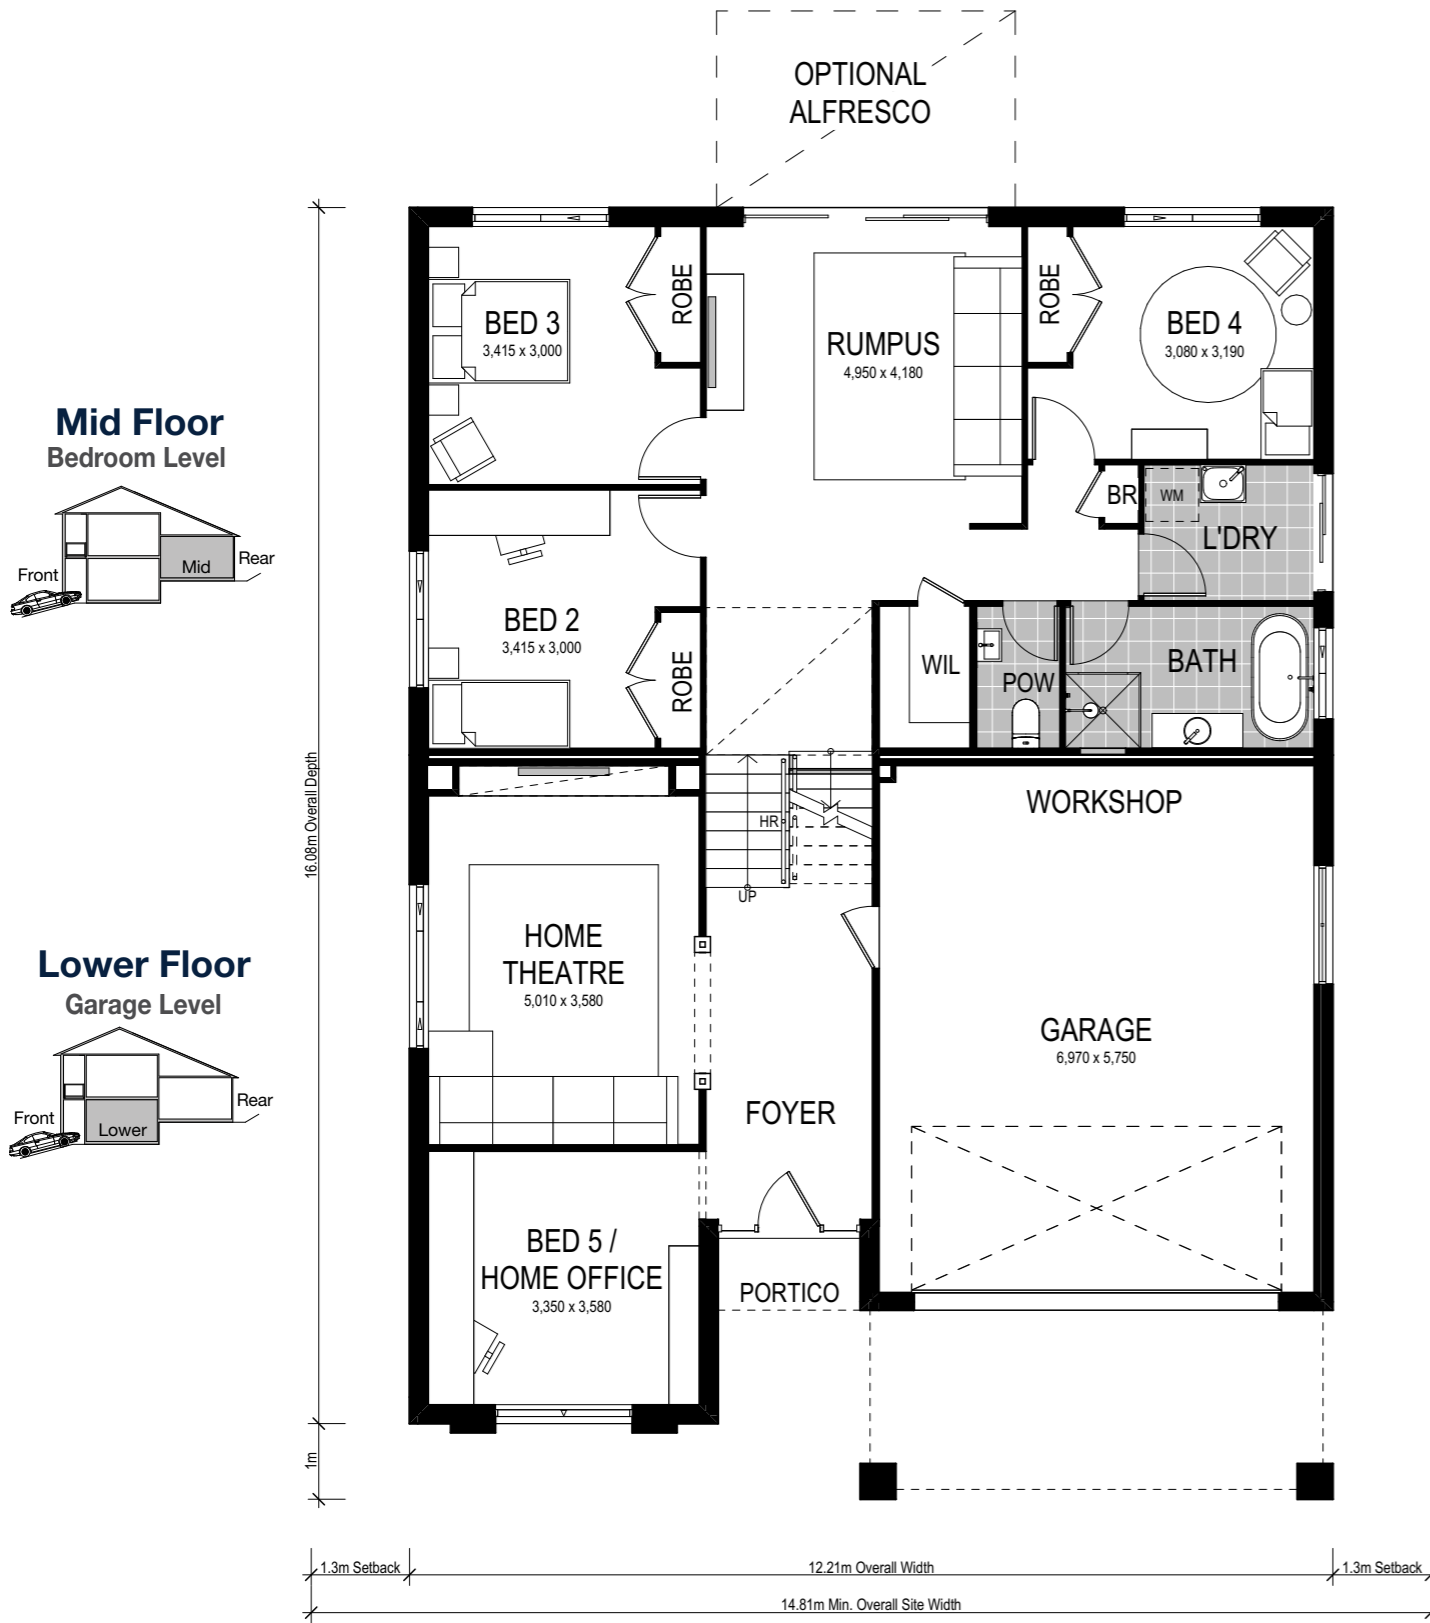 OPTIONAL
ALFRESCO
BED 3
3,415 x 3,000
ROBE
RUMPUS
4,950 x 4,180
ROBE
BED 4
3,080 x 3,190
Mid Floor
Bedroom Level
Front
Mid
Rear
BR
WM
L'DRY
BED 2
3,415 x 3,000
ROBE
WIL
POW
BATH
16.08m Overall Depth
HR
UP
WORKSHOP
HOME
THEATRE
5,010 x 3,580
Lower Floor
Garage Level
Front
Lower
Rear
GARAGE
6,970 x 5,750
FOYER
BED 5 /
HOME OFFICE
3,350 x 3,580
PORTICO
1m
1.3m Setback
12.21m Overall Width
1.3m Setback
14.81m Min. Overall Site Width